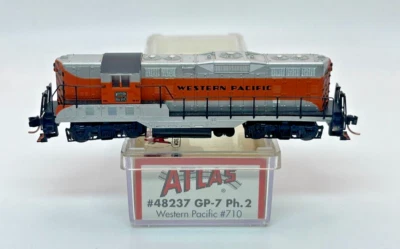 WESTERN PACIFIC
ATLAS
#48237 GP-7 Ph.2
Western Pacific #710